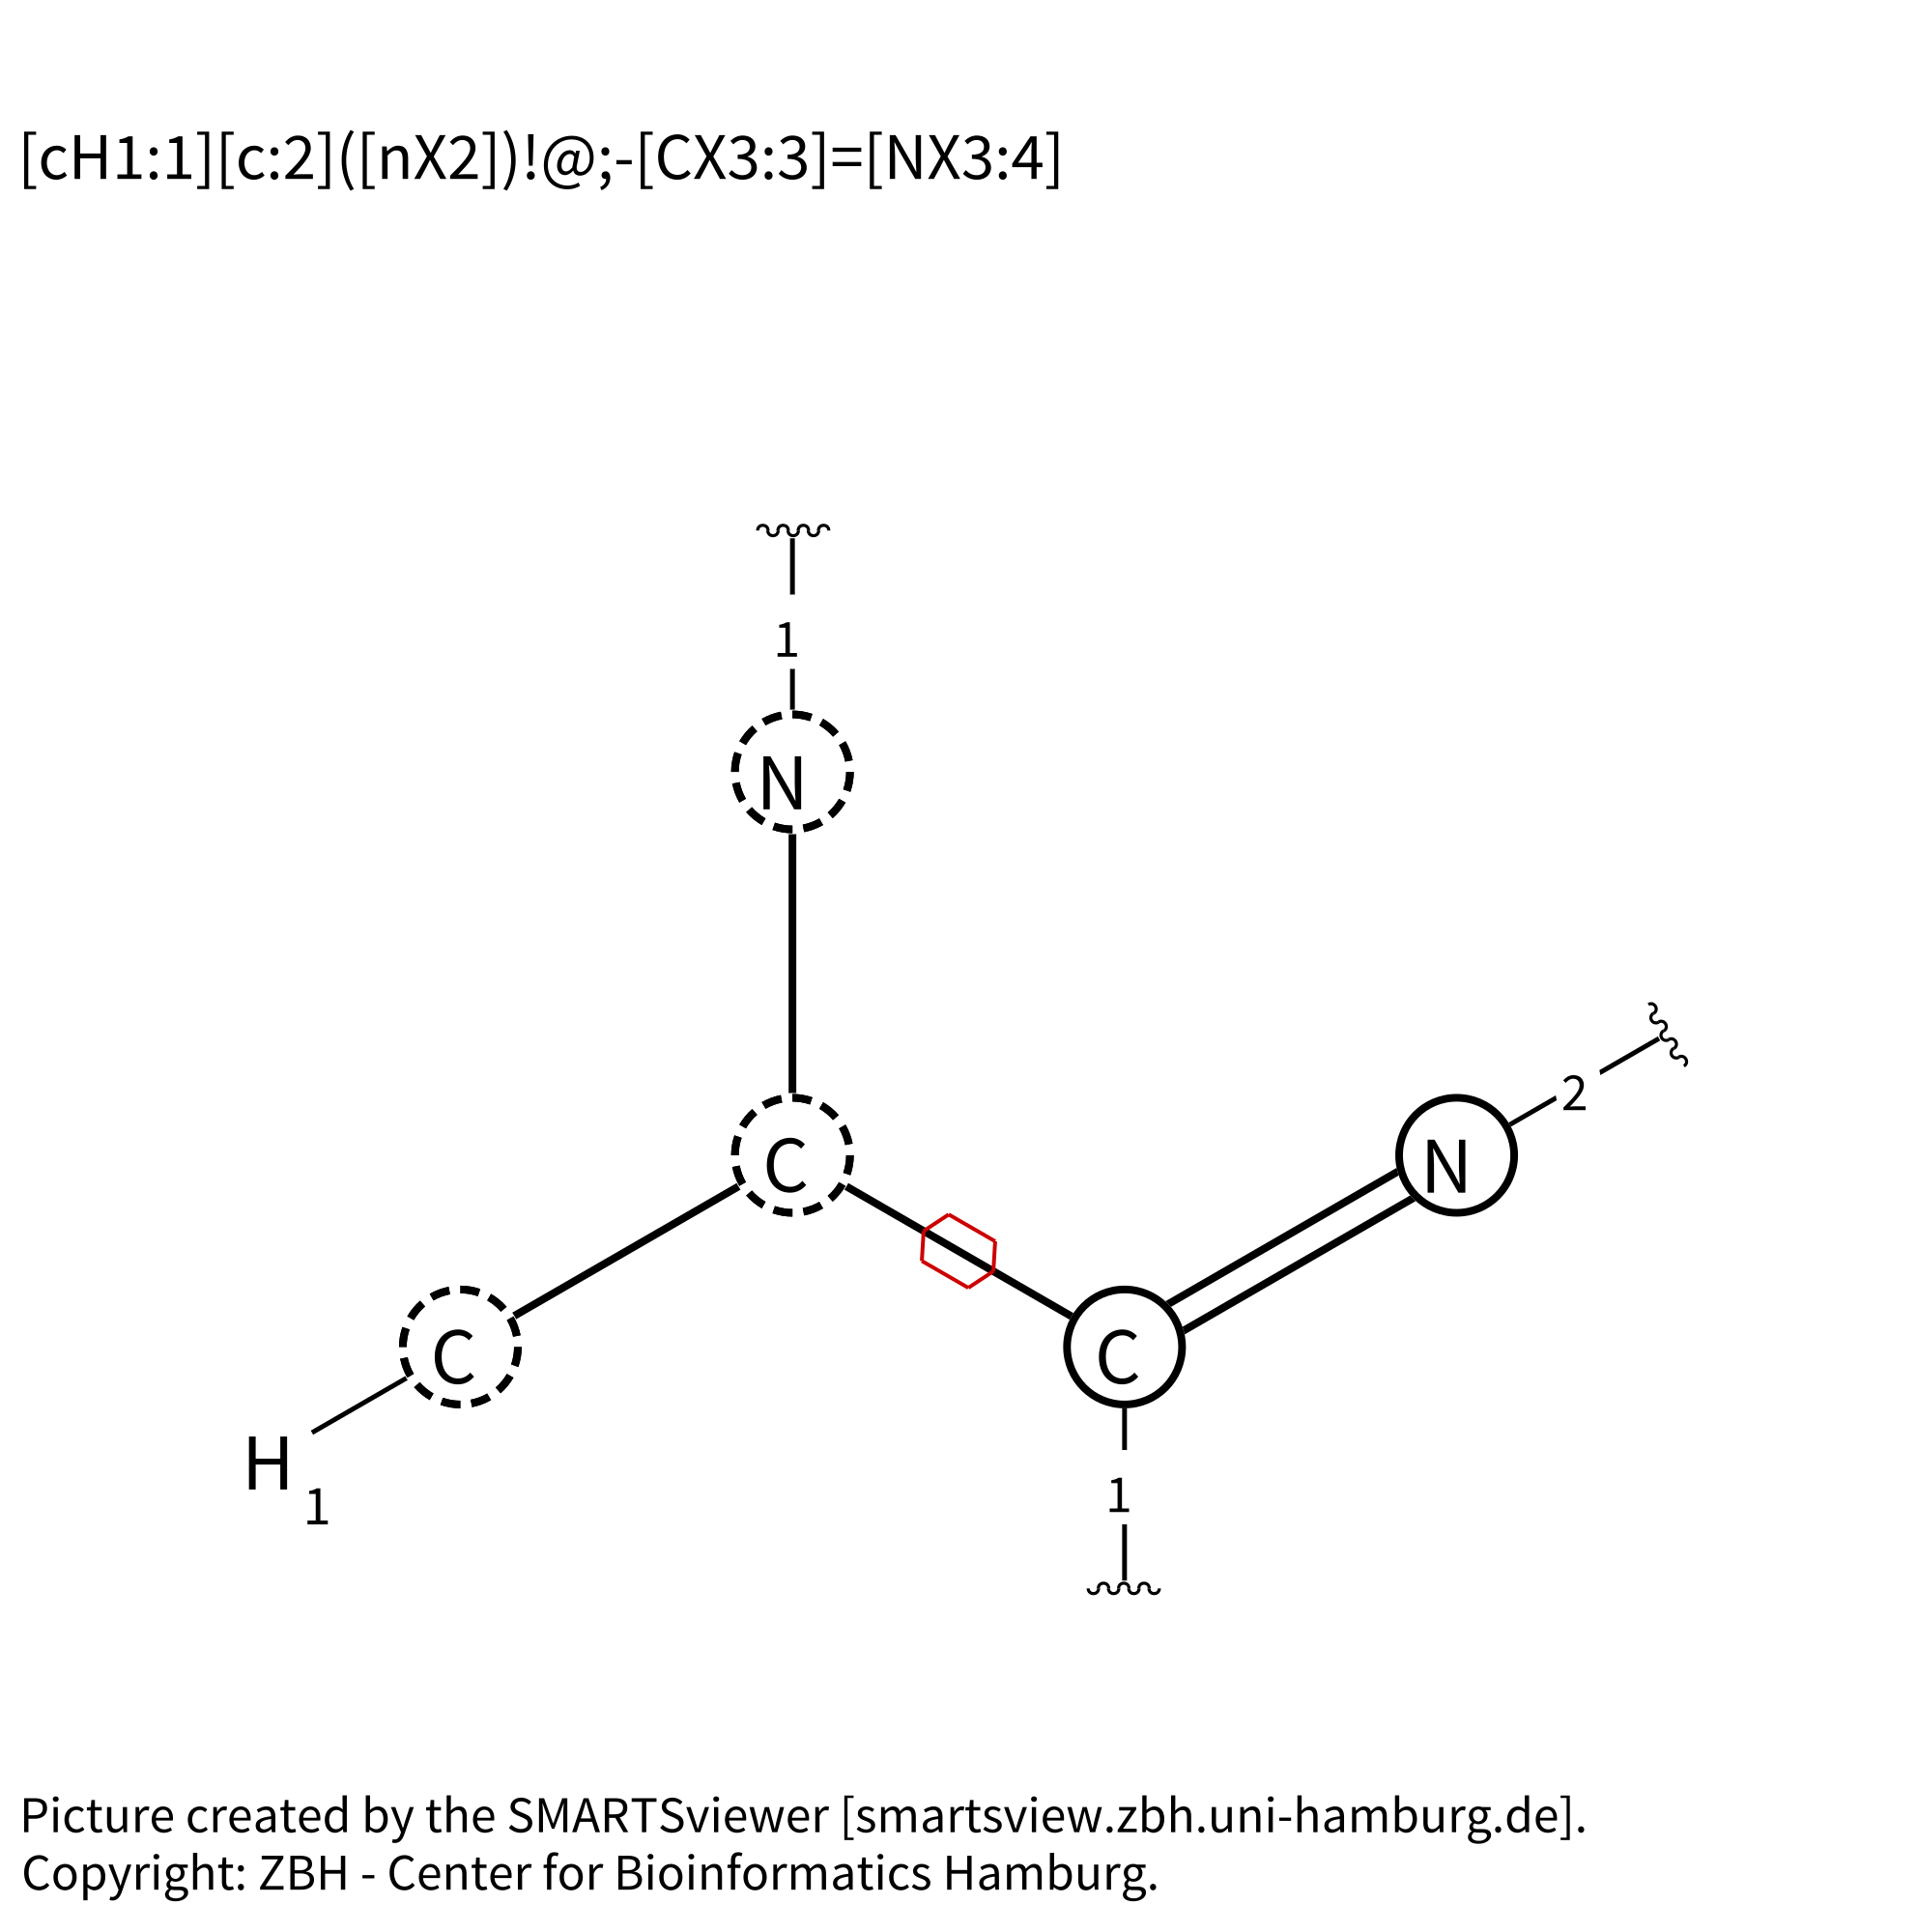 [cH1:1][c:2]([nX2])!@;-[CX3:3]=[NX3:4]
1
N
C
2
N
C
C
H
1
1
Picture created by the SMARTSviewer [smartsview.zbh.uni-hamburg.de].
Copyright: ZBH - Center for Bioinformatics Hamburg.